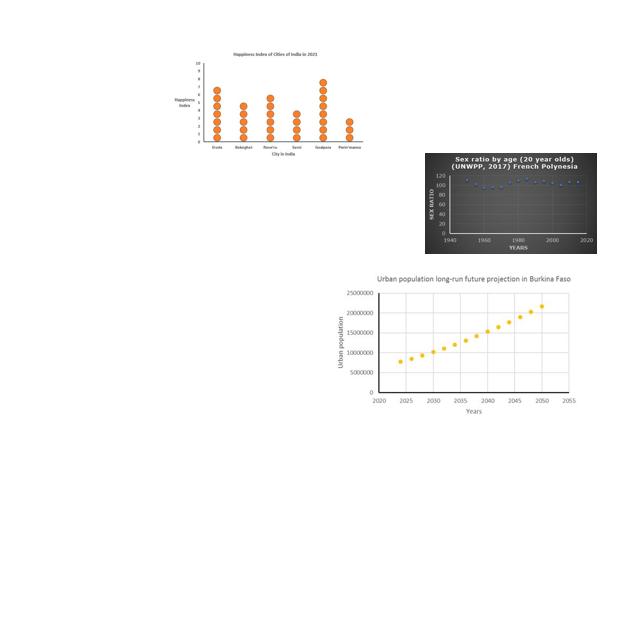 Happiness Index of Cities of India in 2021
10
9
8
7
6
5
4
3
2
1
0
Happiness
Index
City in India
Sex ratio by age (20 year olds)
(UNWPP, 2017) French Polynesia
120
100
80
60
40
20
0
SEX RATIO
1940 1960 1980 2000 2020
YEARS
Urban population long-run future projection in Burkina Faso
25000000
20000000
15000000
10000000
5000000
0
Urban population
2020 2025 2030 2035 2040 2045 2050 2055
Years